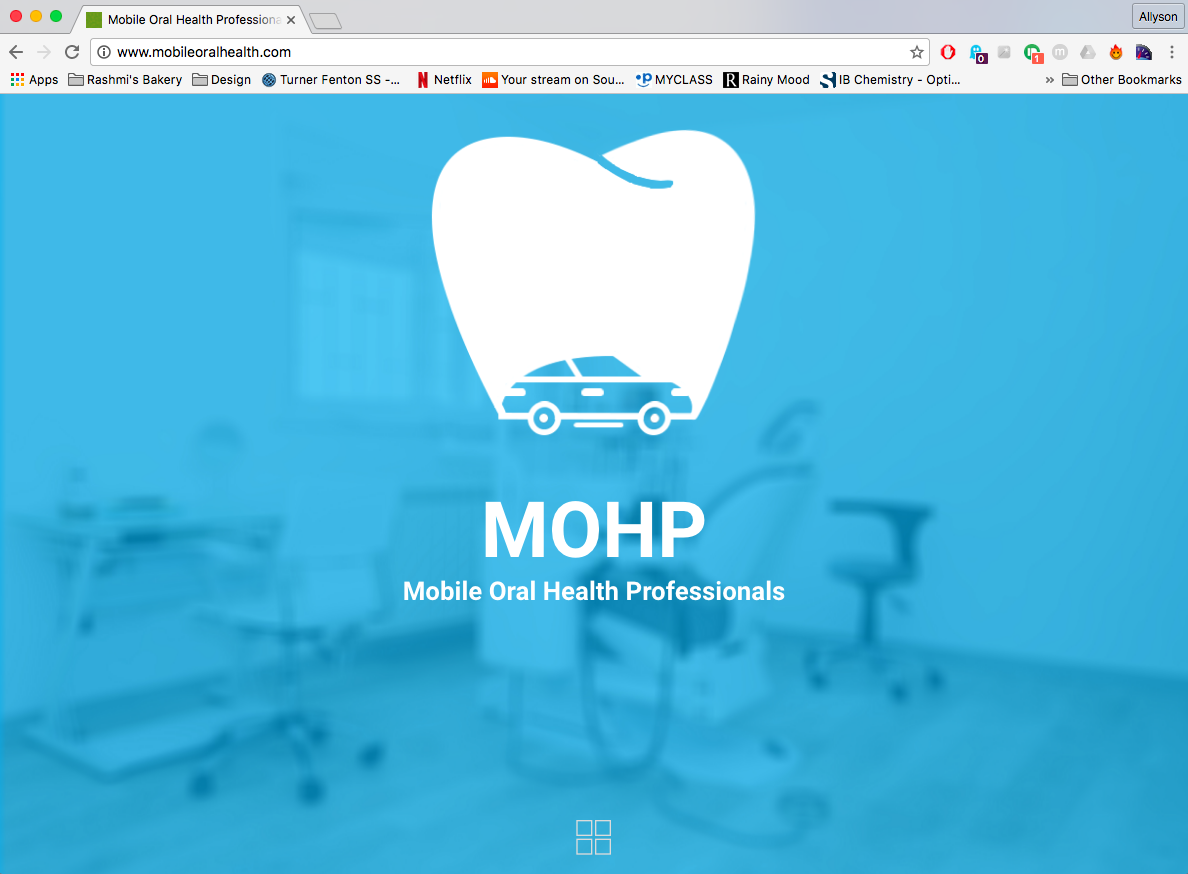 Mobile Oral Health Professiona
Allyson
www.mobileoralhealth.com
0
1
m
Apps Rashmi's Bakery Design Turner Fenton SS -... Netflix Your stream on Sou... MYCLASS R Rainy Mood IB Chemistry - Opti... » Other Bookmarks
MOHP
Mobile Oral Health Professionals